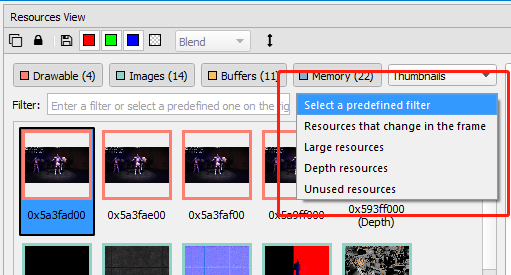 Resources View
Blend
Drawable (4) Images (14) Buffers (11) Memory (22) Thumbnails
Filter: Enter a filter or select a predefined one on the rig
Select a predefined filter
Resources that change in the frame
Large resources
Depth resources
Unused resources
0x5a3fad00 0x5a3fae00 0x5a3faf00 0x5a9ff000 0x593ff000
(Depth)